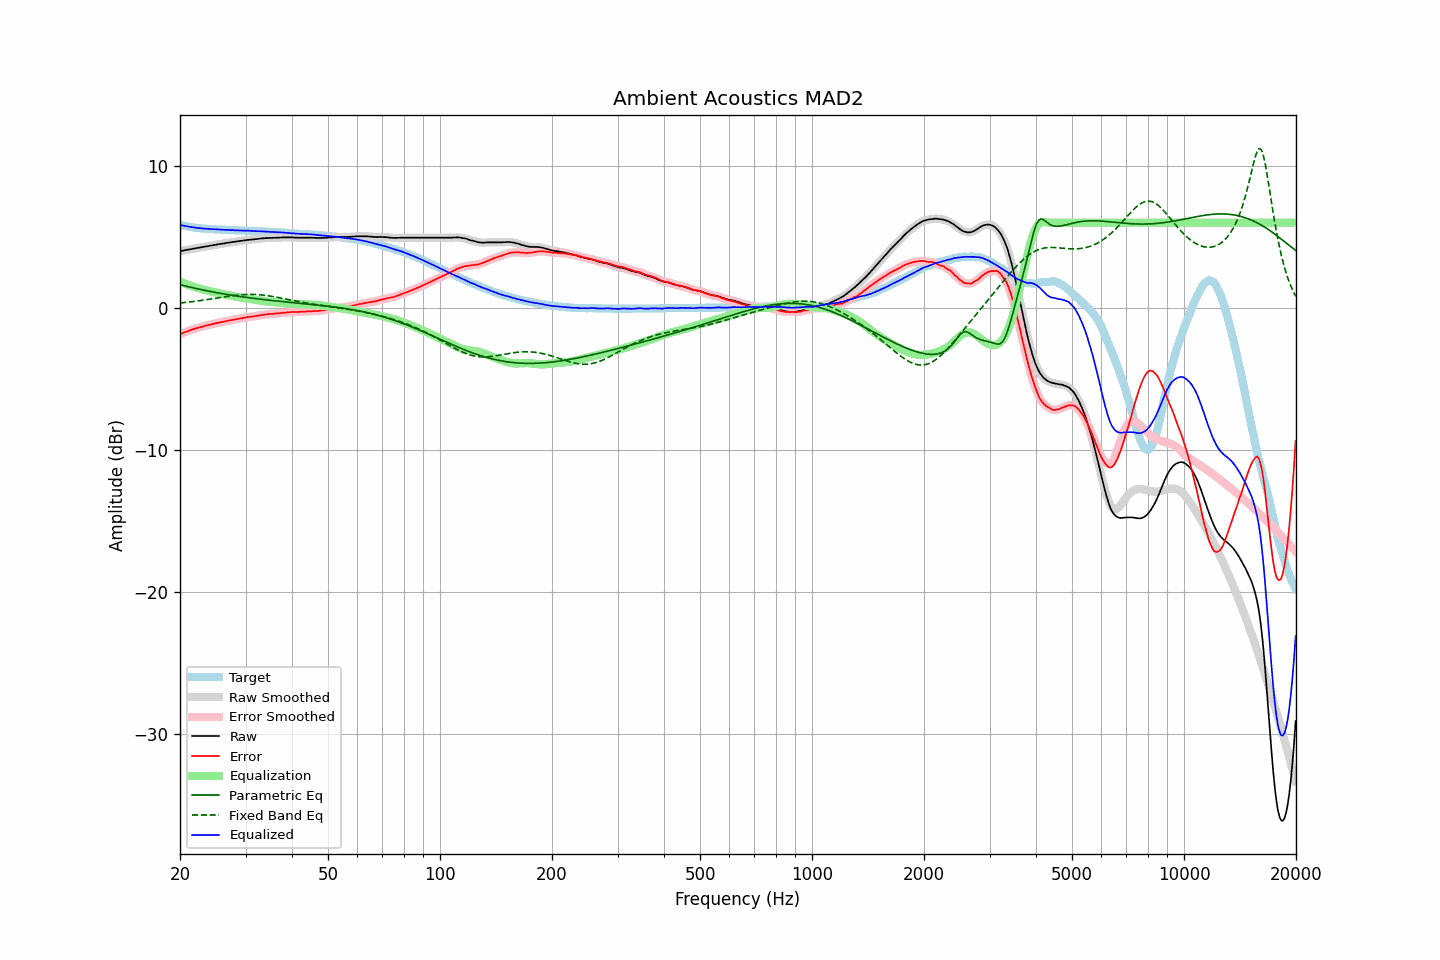 Ambient Acoustics MAD2
Amplitude (dBr)
10
0
−10
−20
−30
Target
Raw Smoothed
Error Smoothed
Raw
Error
Equalization
Parametric Eq
Fixed Band Eq
Equalized
20 50 100 200 500 1000 2000 5000 10000 20000
Frequency (Hz)